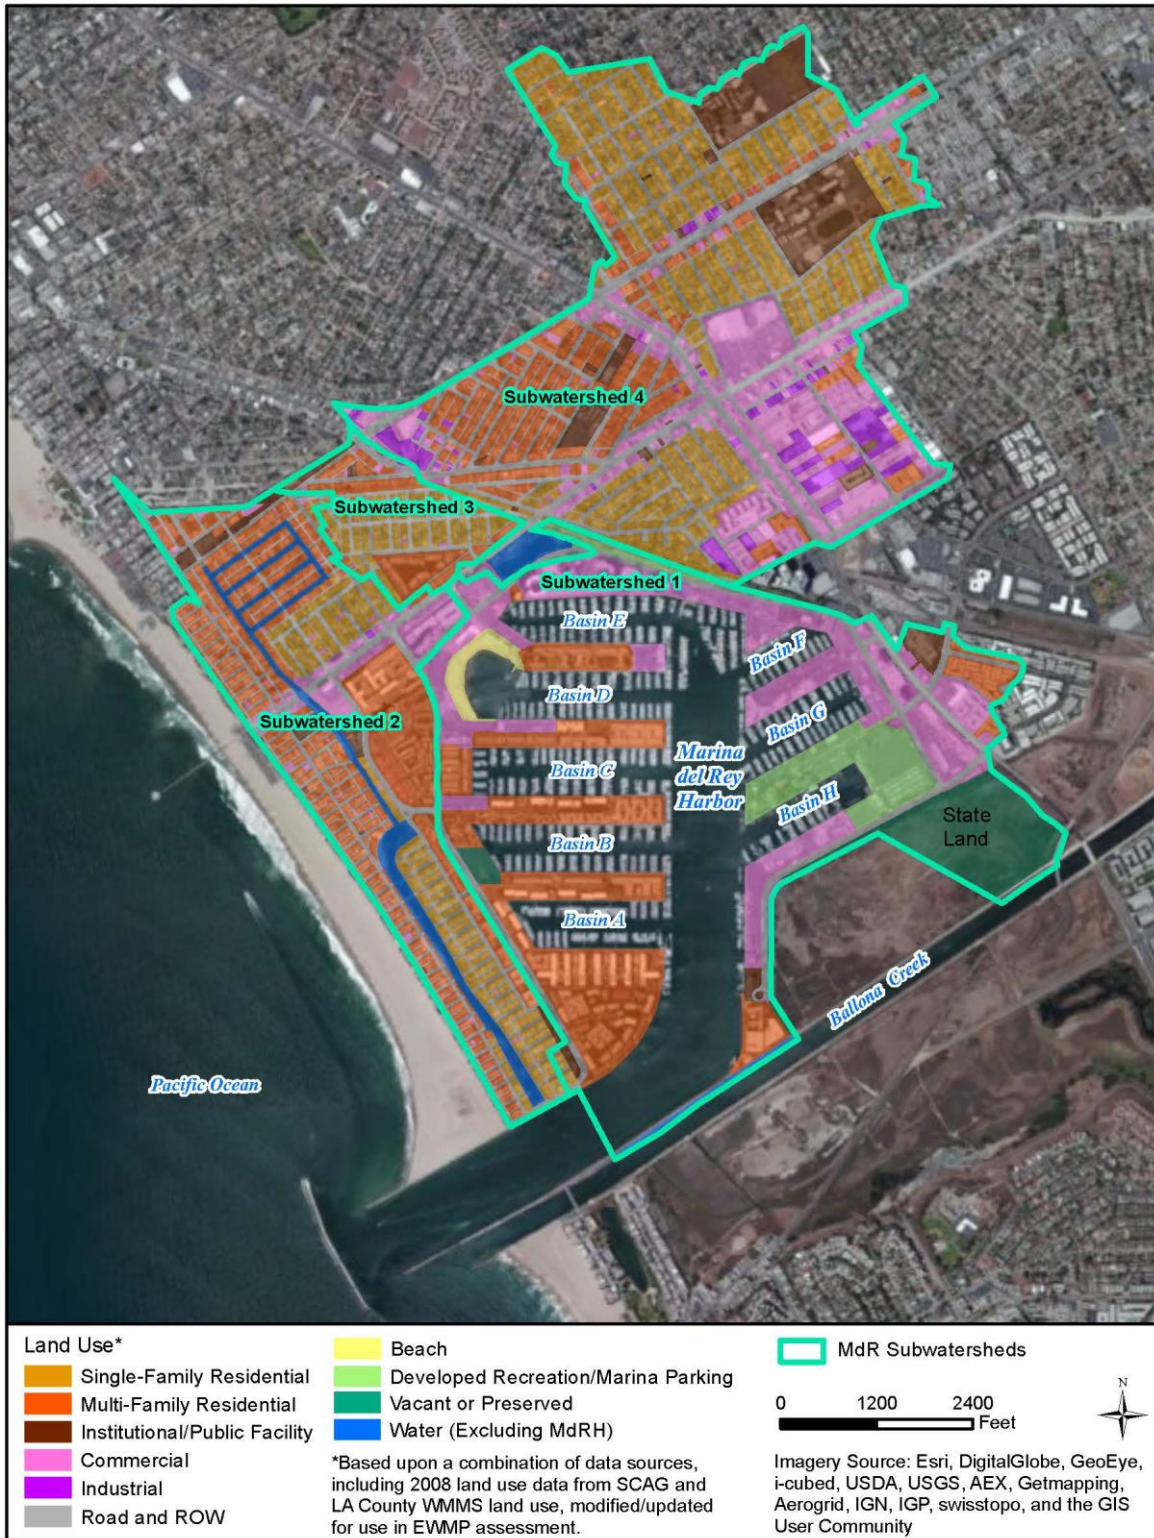 Subwatershed 4
Subwatershed 3
Subwatershed 1
Basin E
Basin F
Basin D
Subwatershed 2
Basin G
Marina
del Rey
Harbor
Basin C
Basin H
State
Land
Basin B
Basin A
Ballona Creek
Pacific Ocean
Land Use*
Single-Family Residential
Multi-Family Residential
Institutional/Public Facility
Commercial
Industrial
Road and ROW
Beach
Developed Recreation/Marina Parking
Vacant or Preserved
Water (Excluding MdRH)
*Based upon a combination of data sources,
including 2008 land use data from SCAG and
LA County WMMS land use, modified/updated
for use in EWMP assessment.
MdR Subwatersheds
0 1200 2400
Feet
N
Imagery Source: Esri, DigitalGlobe, GeoEye,
i-cubed, USDA, USGS, AEX, Getmapping,
Aerogrid, IGN, IGP, swisstopo, and the GIS
User Community